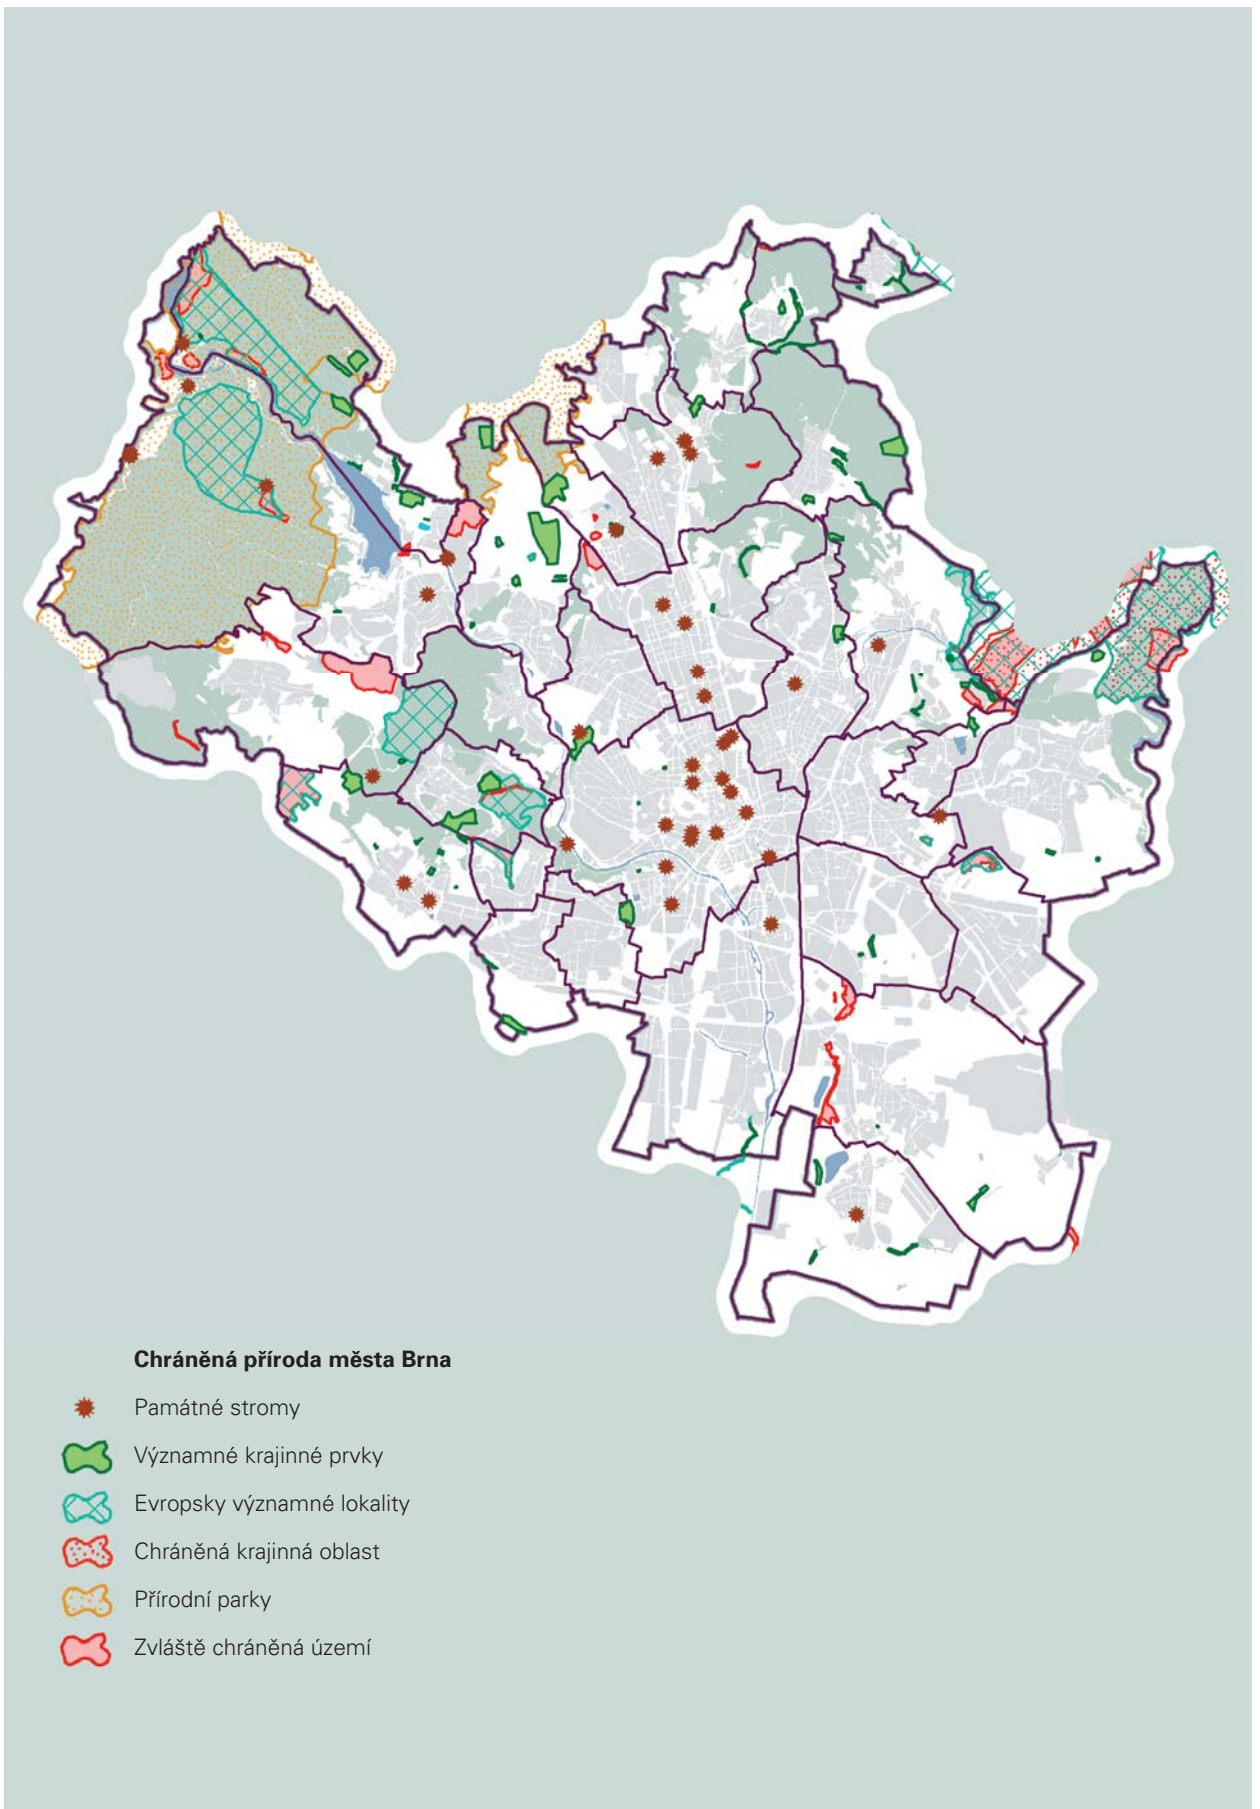 Chráněná příroda města Brna
Památné stromy
Významné krajinné prvky
Evropsky významné lokality
Chráněná krajinná oblast
Přírodní parky
Zvláště chráněná území